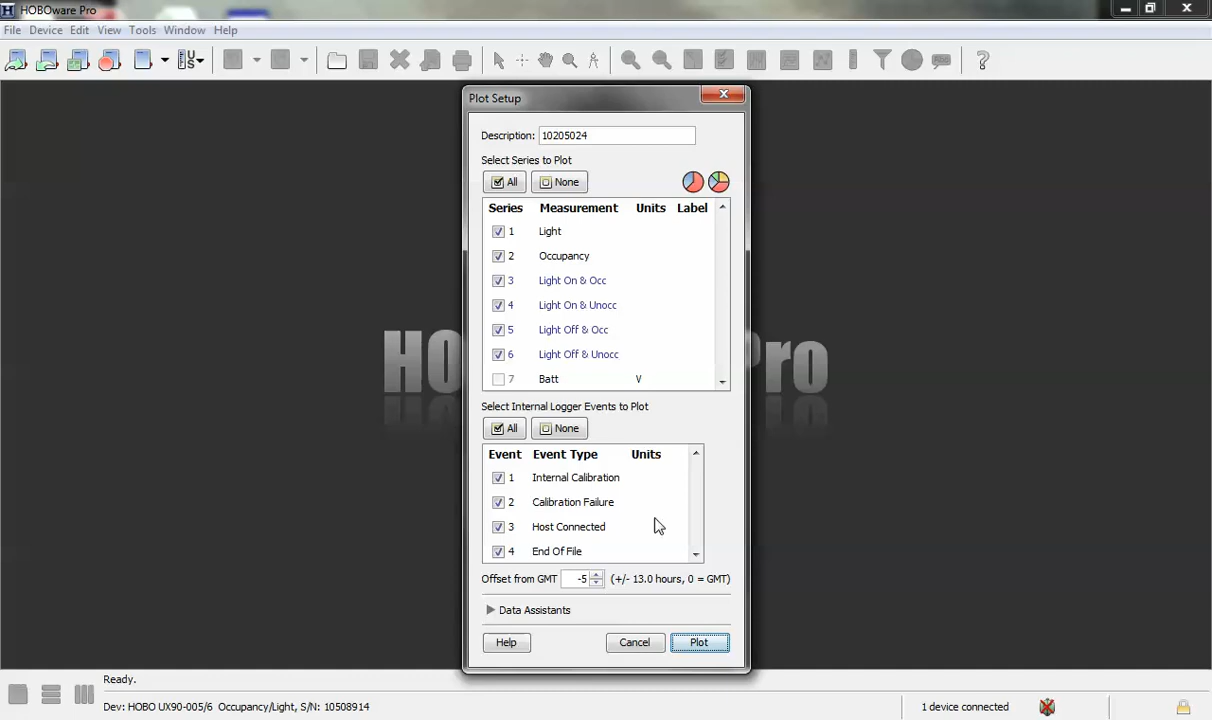 HOBOware Pro
File Device Edit View Tools Window Help
Plot Setup
Description: 10205024
Select Series to Plot
All None
Series Measurement Units Label
1 Light
2 Occupancy
3 Light On & Occ
4 Light On & Unocc
5 Light Off & Occ
6 Light Off & Unocc
7 Batt V
HO Pro
Select Internal Logger Events to Plot
All None
Event Event Type Units
1 Internal Calibration
2 Calibration Failure
3 Host Connected
4 End Of File
Offset from GMT -5 (+/- 13.0 hours, 0 = GMT)
Data Assistants
Help Cancel Plot
Ready.
Dev: HOBO UX90-005/6 Occupancy/Light, S/N: 10508914 1 device connected